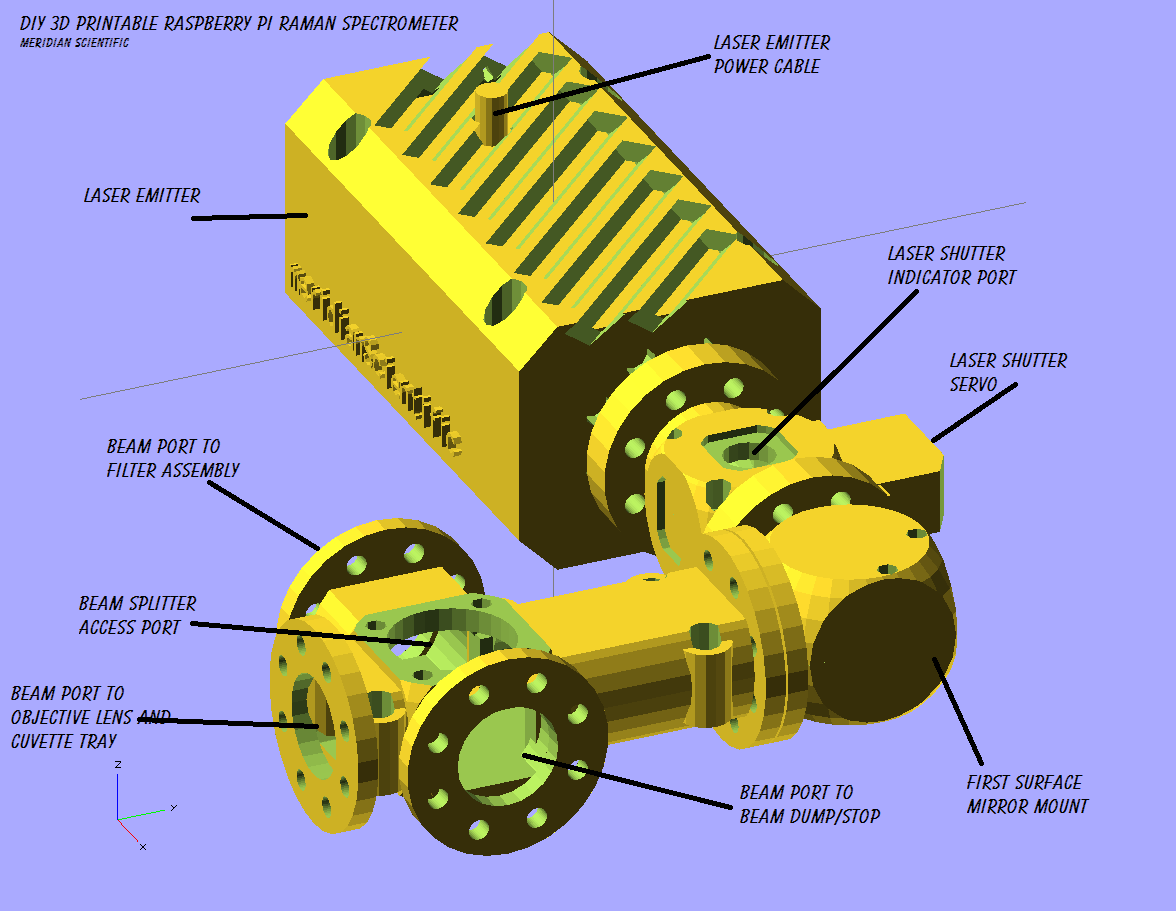 DIY 3D PRINTABLE RASPBERRY PI RAMAN SPECTROMETER
MERIDIAN SCIENTIFIC
LASER EMITTER
POWER CABLE
LASER EMITTER
LASER SHUTTER
INDICATOR PORT
LASER SHUTTER
SERVO
BEAM PORT TO
FILTER ASSEMBLY
BEAM SPLITTER
ACCESS PORT
BEAM PORT TO
OBJECTIVE LENS AND
CUVETTE TRAY
BEAM PORT TO
BEAM DUMP/STOP
FIRST SURFACE
MIRROR MOUNT
Z
Y
X